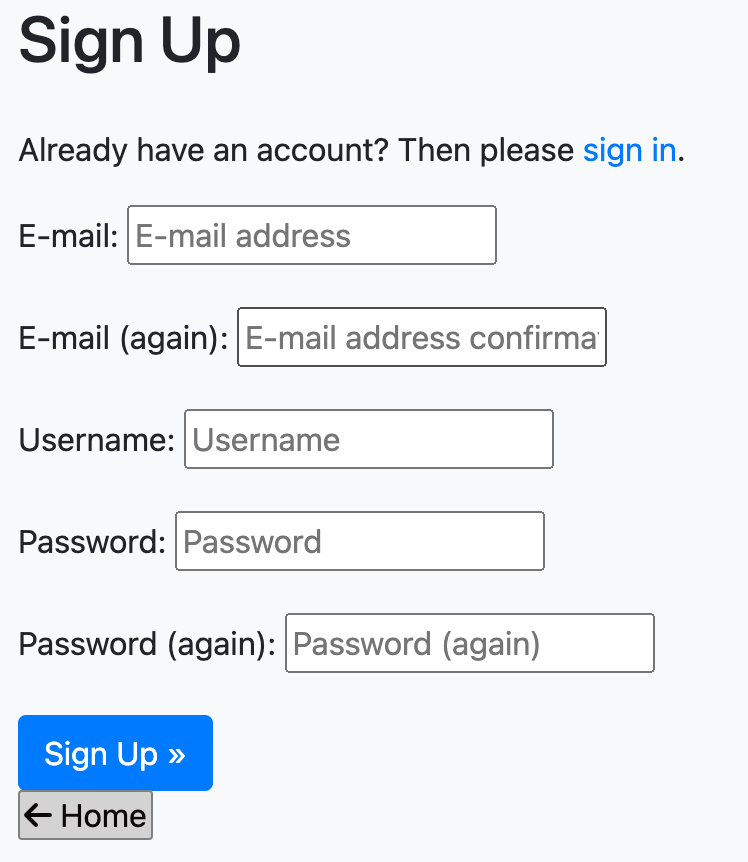 Sign Up
Already have an account? Then please sign in.
E-mail: E-mail address
E-mail (again): E-mail address confirma
Username: Username
Password: Password
Password (again): Password (again)
Sign Up »
← Home